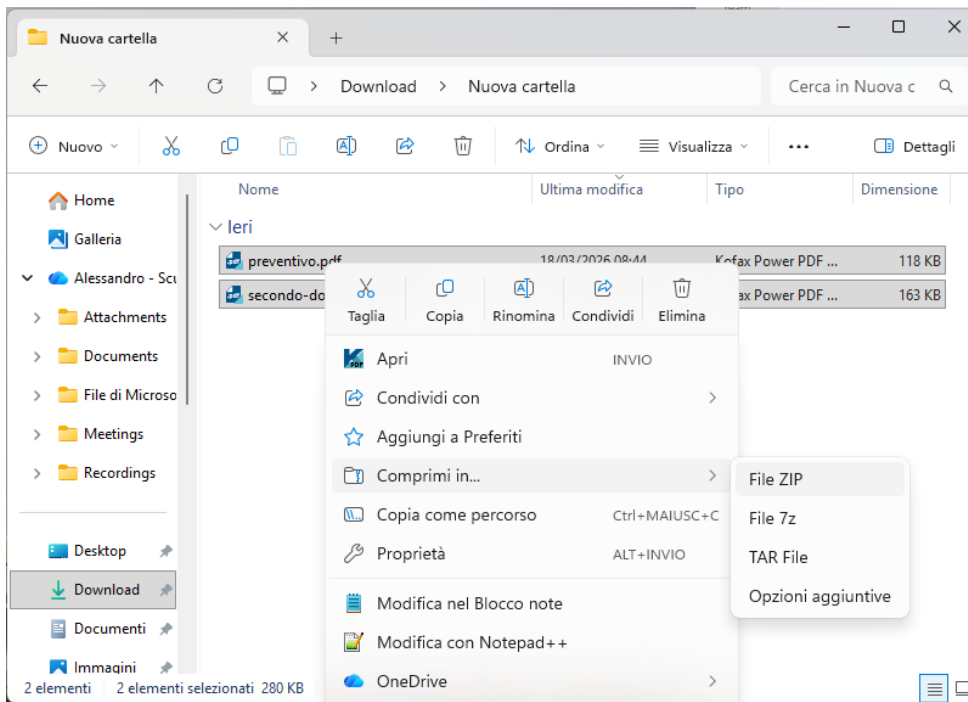 Nuova cartella
Download > Nuova cartella
Cerca in Nuova c
Nuovo
Ordina
Visualizza
Dettagli
Nome Ultima modifica Tipo Dimensione
Home
Galleria
Alessandro - Scu
Attachments
Documents
File di Microso
Meetings
Recordings
Desktop
Download
Documenti
Immagini
Ieri
preventivo.pdf 18/03/2026 08:44 Kofax Power PDF ... 118 KB
secondo-do ax Power PDF ... 163 KB
Taglia Copia Rinomina Condividi Elimina
Apri INVIO
Condividi con
Aggiungi a Preferiti
Comprimi in...
Copia come percorso Ctrl+MAIUSC+C
Proprietà ALT+INVIO
Modifica nel Blocco note
Modifica con Notepad++
OneDrive
File ZIP
File 7z
TAR File
Opzioni aggiuntive
2 elementi 2 elementi selezionati 280 KB